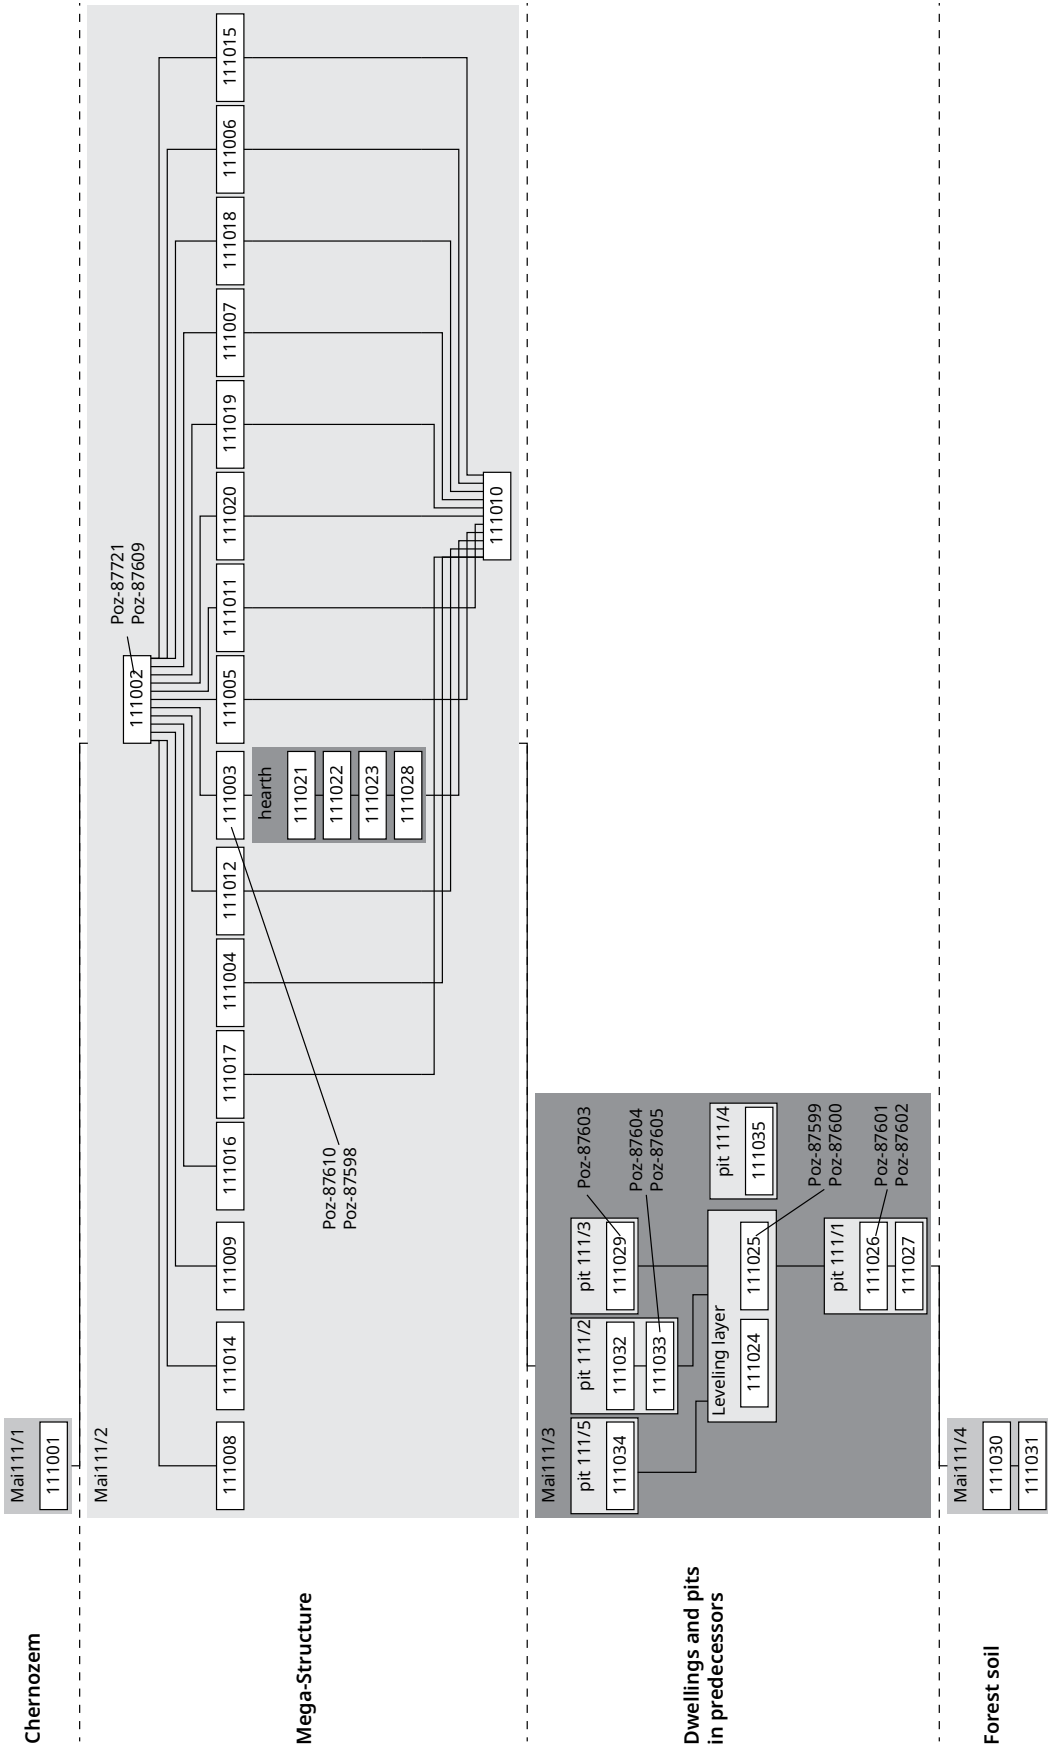 Chernozem
Mai111/1
111001
Mega-Structure
Mai111/2
111002
Poz-87721
Poz-87609
111008
111014
111009
111016
111017
111004
111012
111003
111005
111011
111020
111019
111007
111018
111006
111015
hearth
111021
111022
111023
111028
Poz-87610
Poz-87598
111010
Dwellings and pits
in predecessors
Mai111/3
pit 111/5
111034
pit 111/2
111032
111033
pit 111/3
111029
Poz-87603
Poz-87604
Poz-87605
Leveling layer
111024
111025
pit 111/4
111035
Poz-87599
Poz-87600
pit 111/1
111026
111027
Poz-87601
Poz-87602
Forest soil
Mai111/4
111030
111031